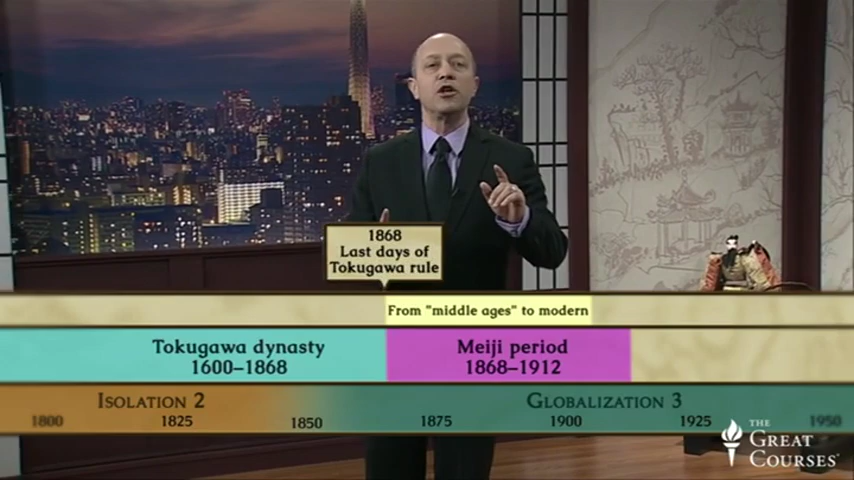 1868
Last days of
Tokugawa rule
From "middle ages" to modern
Tokugawa dynasty
1600–1868
Meiji period
1868–1912
ISOLATION 2
GLOBALIZATION 3
1800
1825
1850
1875
1900
1925
1950
THE
GREAT
COURSES